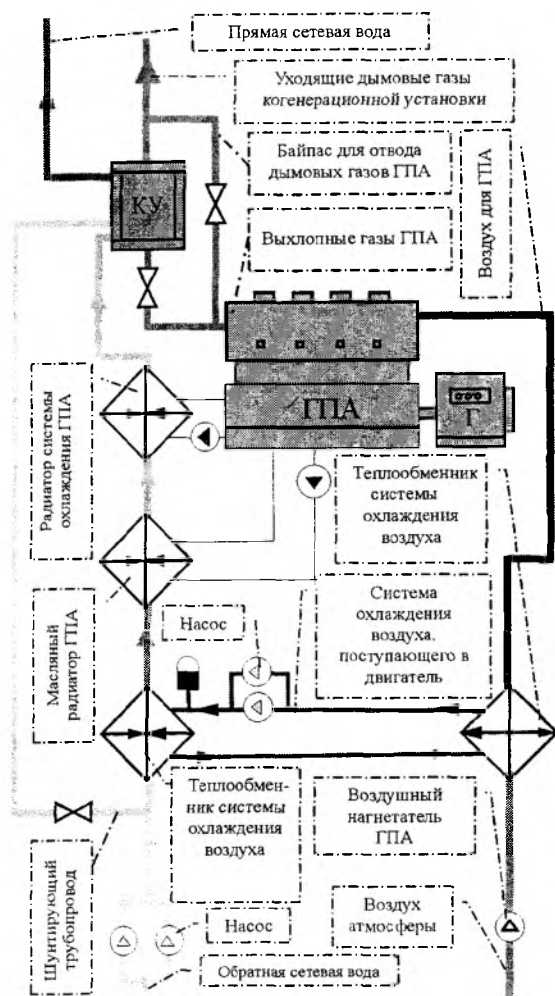 Прямая сетевая вода
Уходящие дымовые газы
когенерационной установки
Байпас для отвода
дымовых газов ГПА
Воздух для ГПА
КУ
Выхлопные газы ГПА
ГПА
Г
Радиатор системы
охлаждения ГПА
Теплообменник
системы
охлаждения
воздуха
Масляный
радиатор ГПА
Насос
Система
охлаждения
воздуха,
поступающего в
двигатель
Теплообмен-
ник системы
охлаждения
воздуха
Воздушный
нагнетатель
ГПА
Шунтирующий
трубопровод
Насос
Воздух
атмосферы
Обратная сетевая вода